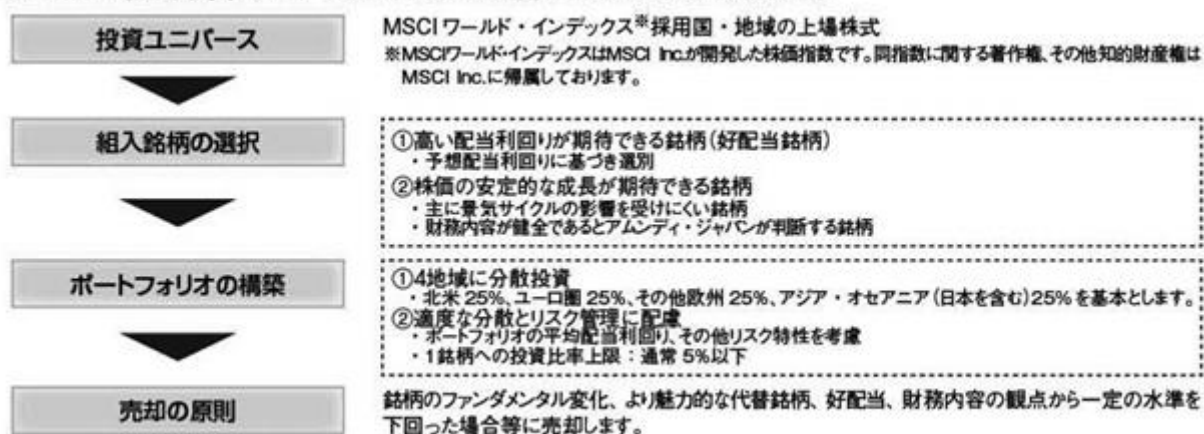 投資ユニバース
MSCIワールド・インデックス※採用国・地域の上場株式
※MSCIワールド・インデックスはMSCI Inc.が開発した株価指数です。同指数に関する著作権、その他知的財産権は
MSCI Inc.に帰属しております。
組入銘柄の選択
①高い配当利回りが期待できる銘柄(好配当銘柄)
・予想配当利回りに基づき選別
②株価の安定的な成長が期待できる銘柄
・主に景気サイクルの影響を受けにくい銘柄
・財務内容が健全であるとアムンディ・ジャパンが判断する銘柄
ポートフォリオの構築
①4地域に分散投資
・北米 25%、ユーロ圏 25%、その他欧州 25%、アジア・オセアニア(日本を含む)25%を基本とします。
②適度な分散とリスク管理に配慮
・ポートフォリオの平均配当利回り、その他リスク特性を考慮
・1銘柄への投資比率上限:通常 5%以下
売却の原則
銘柄のファンダメンタル変化、より魅力的な代替銘柄、好配当、財務内容の観点から一定の水準を
下回った場合等に売却します。